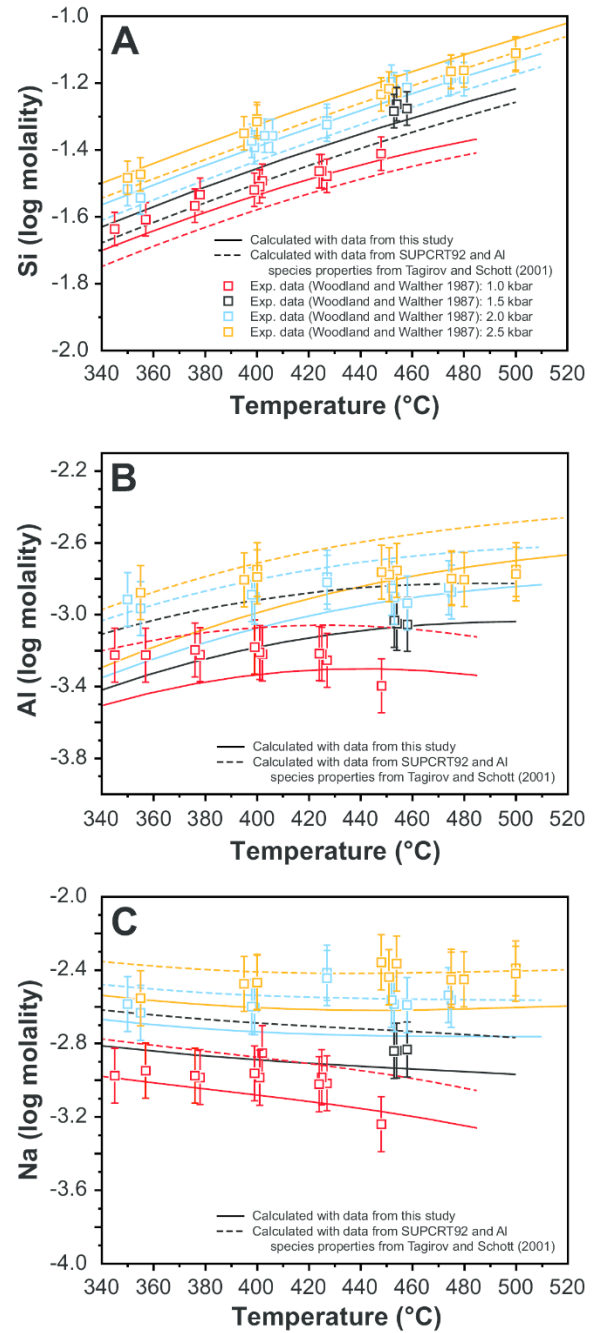 A
-1.0
-1.2
-1.4
-1.6
-1.8
-2.0
Si (log molality)
Calculated with data from this study
Calculated with data from SUPCRT92 and Al
species properties from Tagirov and Schott (2001)
Exp. data (Woodland and Walther 1987): 1.0 kbar
Exp. data (Woodland and Walther 1987): 1.5 kbar
Exp. data (Woodland and Walther 1987): 2.0 kbar
Exp. data (Woodland and Walther 1987): 2.5 kbar
340 360 380 400 420 440 460 480 500 520
Temperature (°C)
B
-2.2
-2.6
-3.0
-3.4
-3.8
Al (log molality)
Calculated with data from this study
Calculated with data from SUPCRT92 and Al
species properties from Tagirov and Schott (2001)
340 360 380 400 420 440 460 480 500 520
Temperature (°C)
C
-2.0
-2.4
-2.8
-3.2
-3.6
-4.0
Na (log molality)
Calculated with data from this study
Calculated with data from SUPCRT92 and Al
species properties from Tagirov and Schott (2001)
340 360 380 400 420 440 460 480 500 520
Temperature (°C)